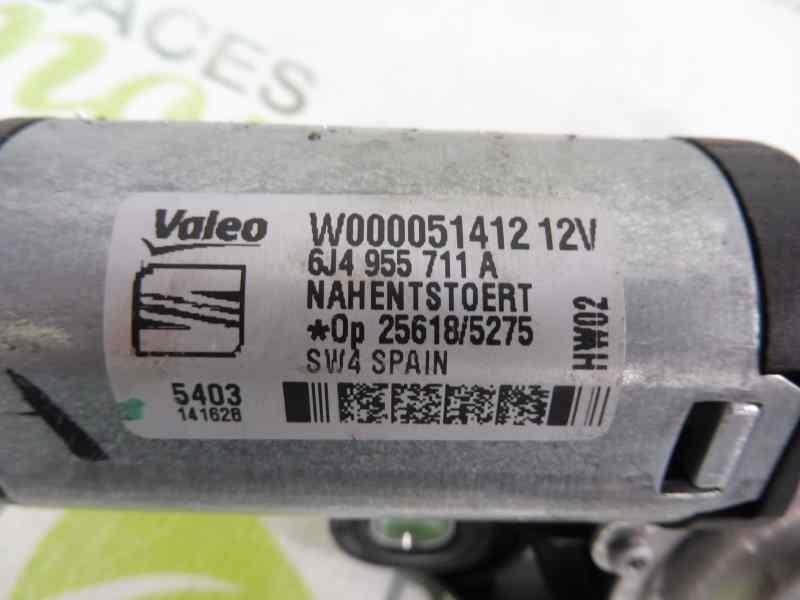 Valeo W000051412 12V
6J4 955 711 A
NAHENTSTOERT
*Op 25618/5275
SW4 SPAIN
HW02
5403
141628